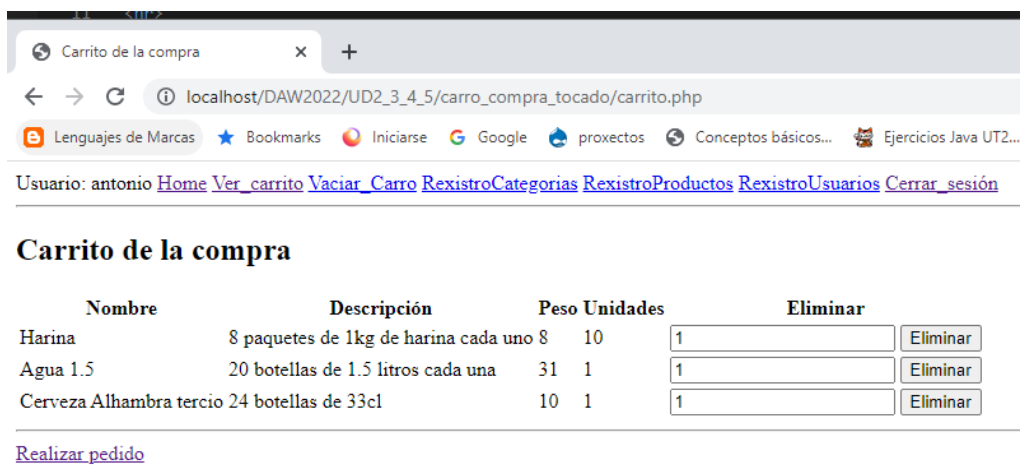 11 <hr>
Carrito de la compra
localhost/DAW2022/UD2_3_4_5/carro_compra_tocado/carrito.php
Lenguajes de Marcas Bookmarks Iniciarse Google proxectos Conceptos básicos... Ejercicios Java UT2...
Usuario: antonio Home Ver_carrito Vaciar_Carro RexistroCategorias RexistroProductos RexistroUsuarios Cerrar_sesión
Carrito de la compra
Nombre Descripción Peso Unidades Eliminar
Harina 8 paquetes de 1kg de harina cada uno 8 10 1 Eliminar
Agua 1.5 20 botellas de 1.5 litros cada una 31 1 1 Eliminar
Cerveza Alhambra tercio 24 botellas de 33cl 10 1 1 Eliminar
Realizar pedido